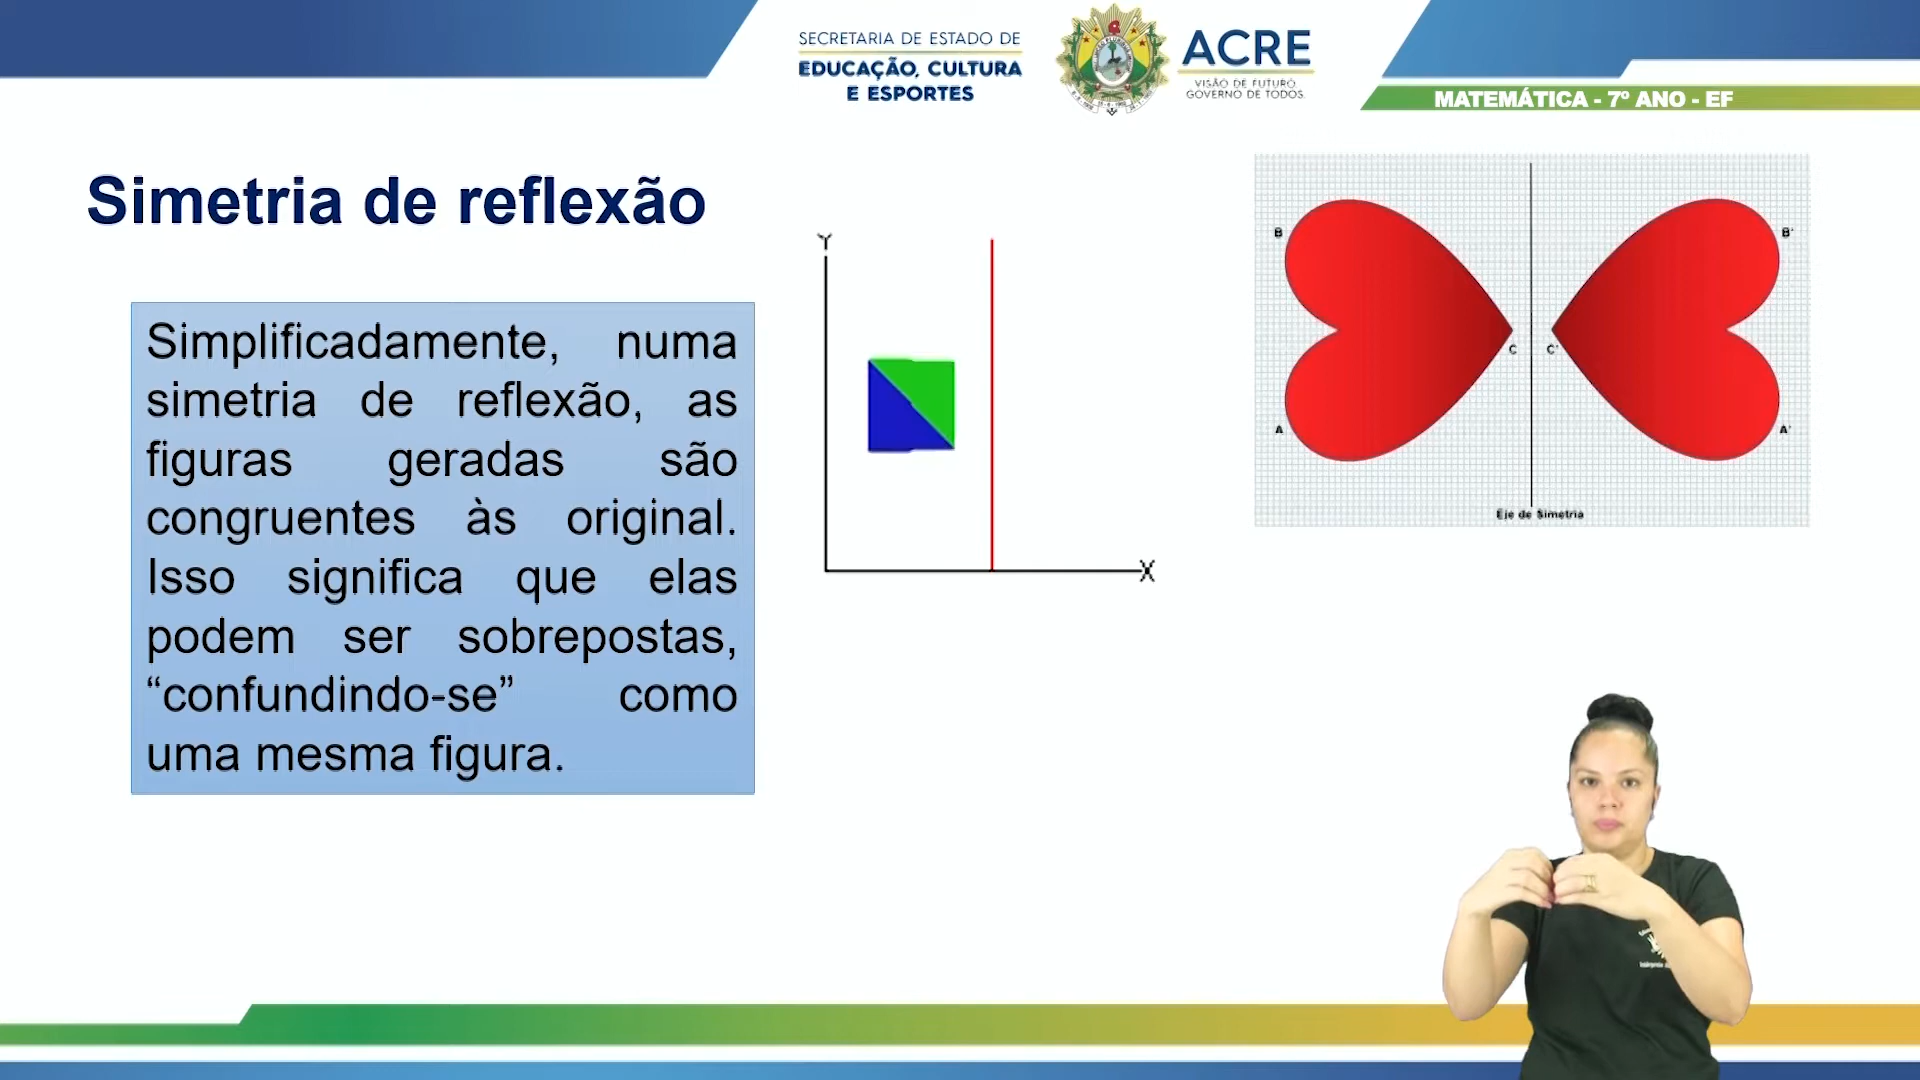 SECRETARIA DE ESTADO DE
EDUCAÇÃO, CULTURA
E ESPORTES
ACRE
VISÃO DE FUTURO,
GOVERNO DE TODOS.
MATEMÁTICA - 7º ANO - EF
Simetria de reflexão
Simplificadamente, numa
simetria de reflexão, as
figuras geradas são
congruentes às original.
Isso significa que elas
podem ser sobrepostas,
“confundindo-se” como
uma mesma figura.
Y
X
B
B'
C
C'
A
A'
Eje de Simetria